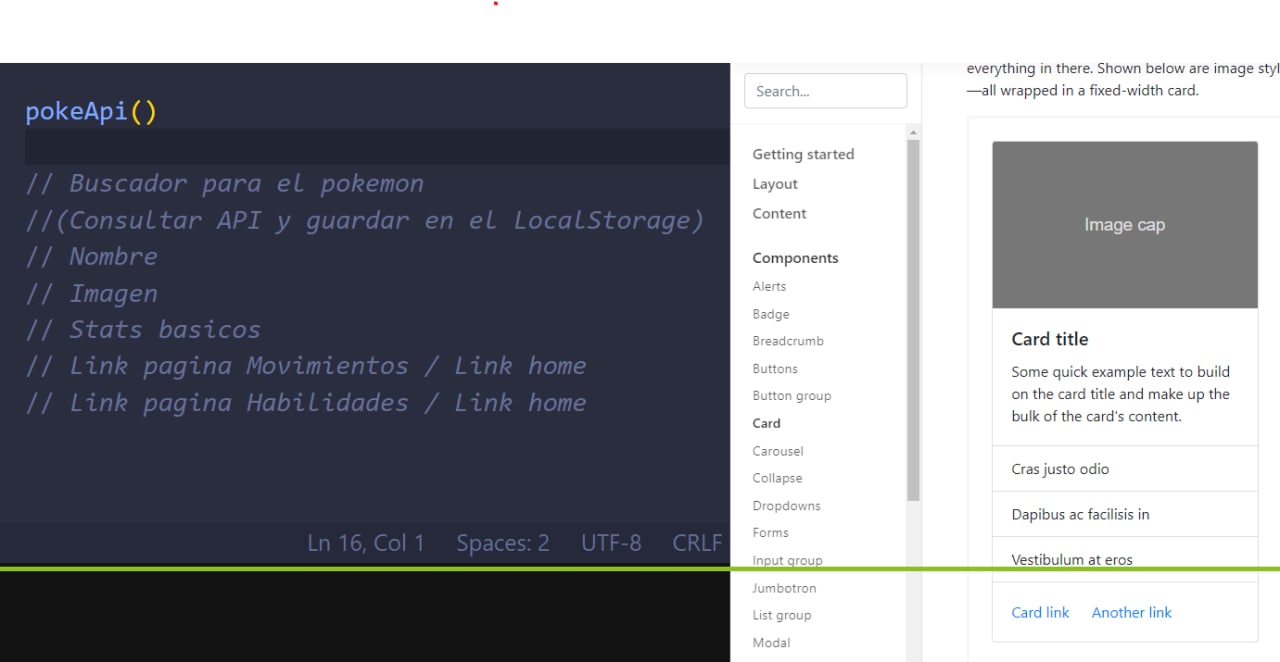 pokeApi()
// Buscador para el pokemon
//(Consultar API y guardar en el LocalStorage)
// Nombre
// Imagen
// Stats basicos
// Link pagina Movimientos / Link home
// Link pagina Habilidades / Link home
Ln 16, Col 1 Spaces: 2 UTF-8 CRLF
Search...
Getting started
Layout
Content
Components
Alerts
Badge
Breadcrumb
Buttons
Button group
Card
Carousel
Collapse
Dropdowns
Forms
Input group
Jumbotron
List group
Modal
everything in there. Shown below are image styl
—all wrapped in a fixed-width card.
Image cap
Card title
Some quick example text to build
on the card title and make up the
bulk of the card's content.
Cras justo odio
Dapibus ac facilisis in
Vestibulum at eros
Card link Another link